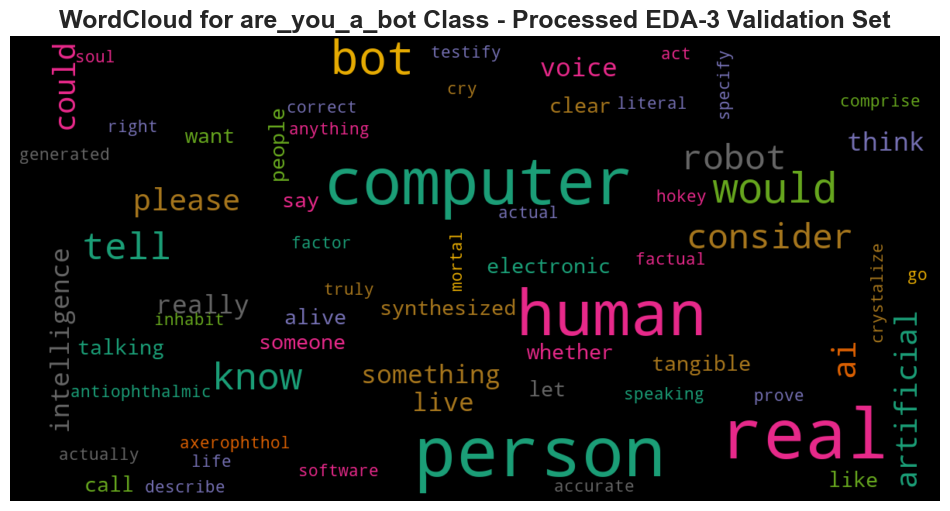 WordCloud for are_you_a_bot Class - Processed EDA-3 Validation Set
could
soul
bot
testify
voice
act
specify
cry
clear
literal
comprise
right
want
people
correct
anything
think
generated
computer
robot
would
please
say
hokey
actual
tell
factor
mortal
electronic
factual
consider
crystalize
go
intelligence
really
inhabit
truly
synthesized
alive
human
talking
someone
whether
ai
artificial
antiophthalmic
know
something
live
let
tangible
speaking
prove
actually
axerophthol
life
software
person
real
call
describe
accurate
like